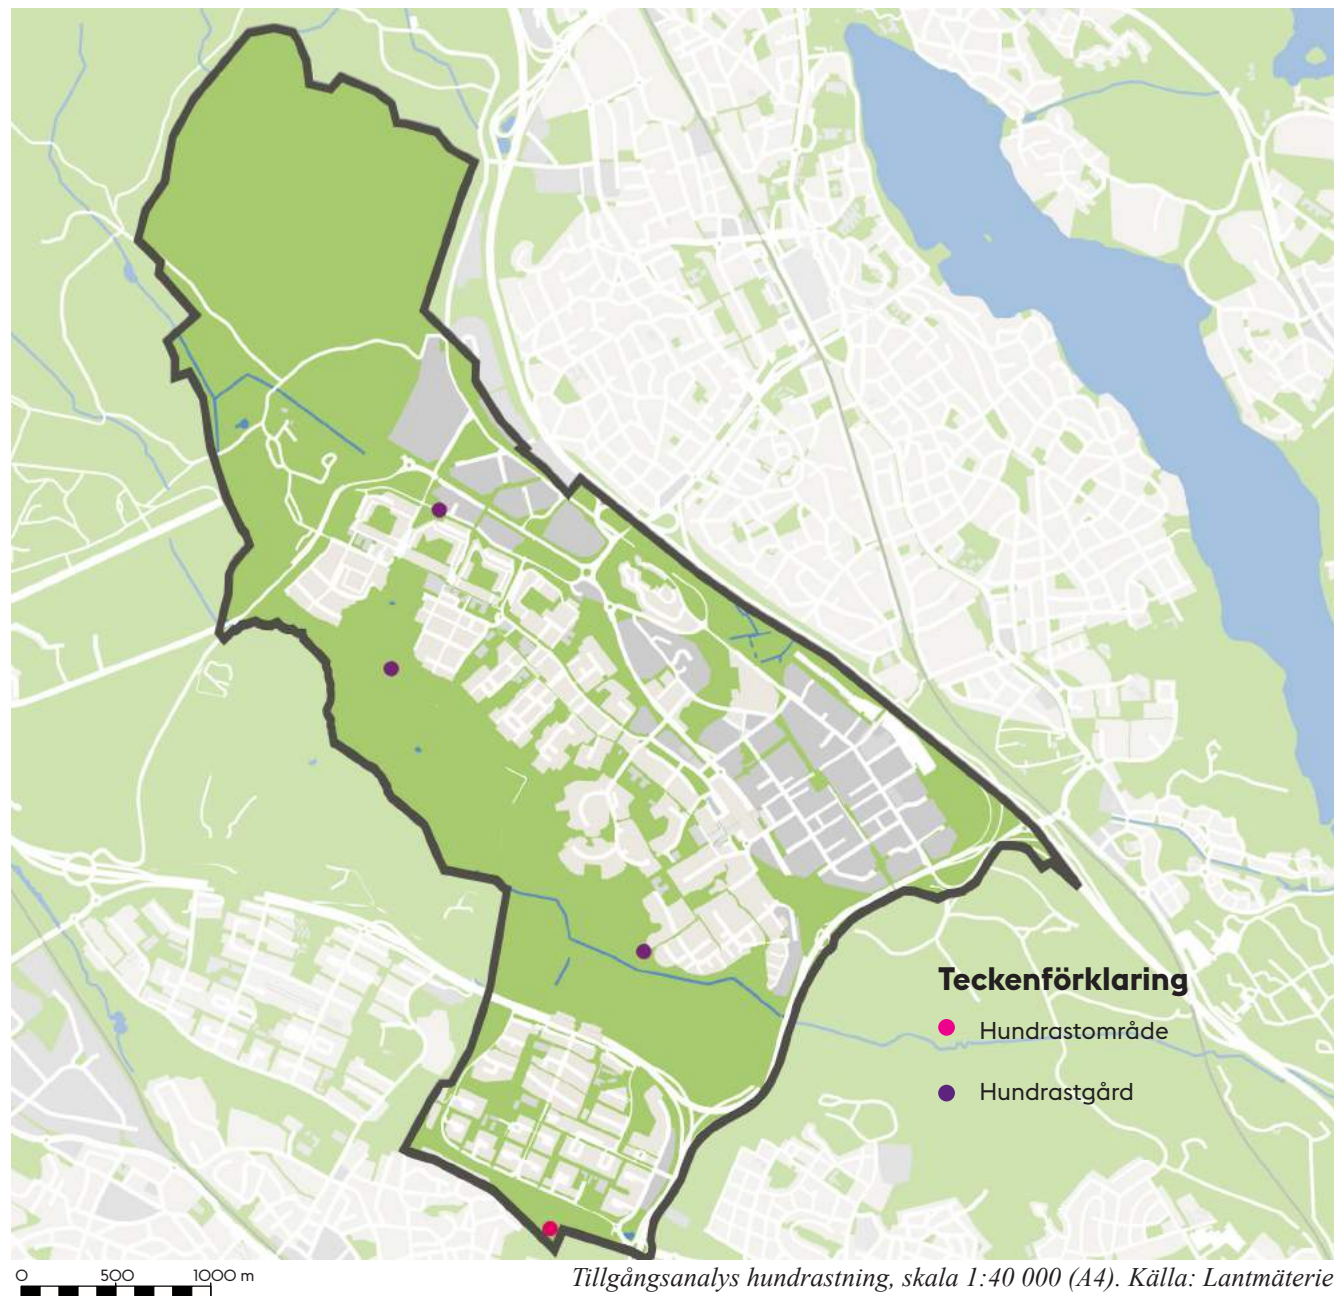 Teckenförklaring
Hundrastområde
Hundrastgård
0 500 1000 m
Tillgångsanalys hundrastning, skala 1:40 000 (A4). Källa: Lantmäterie